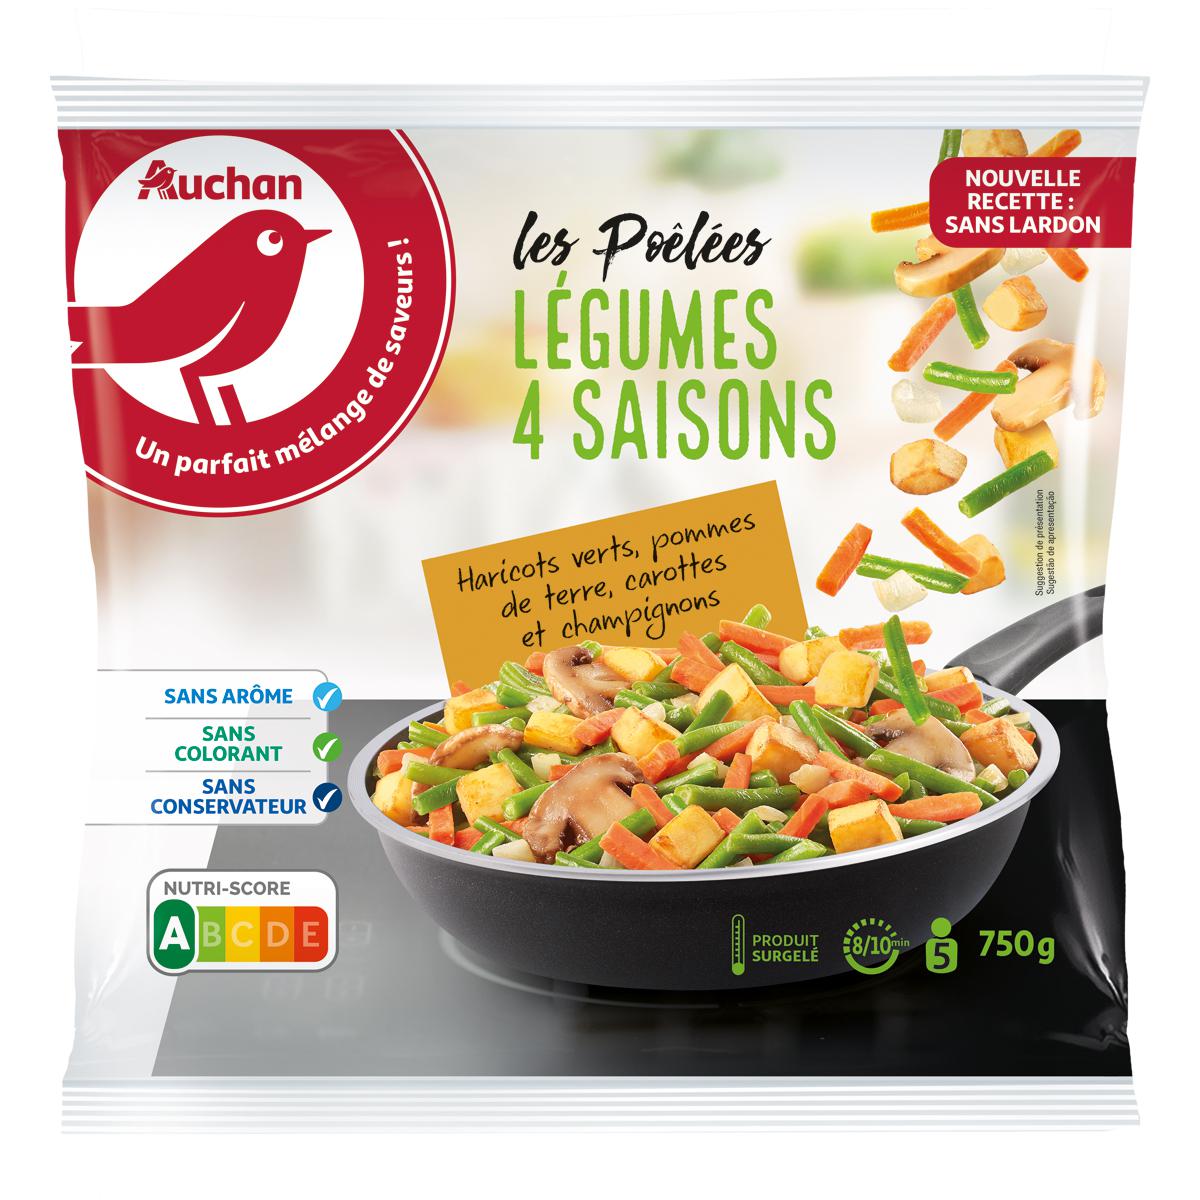 Auchan
Un parfait mélange de saveurs !
les Poêlées
LÉGUMES
4 SAISONS
NOUVELLE
RECETTE :
SANS LARDON
Haricots verts, pommes
de terre, carottes
et champignons
Suggestion de présentation
Sugestão de apresentação
SANS ARÔME
SANS
COLORANT
SANS
CONSERVATEUR
NUTRI-SCORE
A B C D E
PRODUIT
SURGELÉ
8/10 min
5
750g